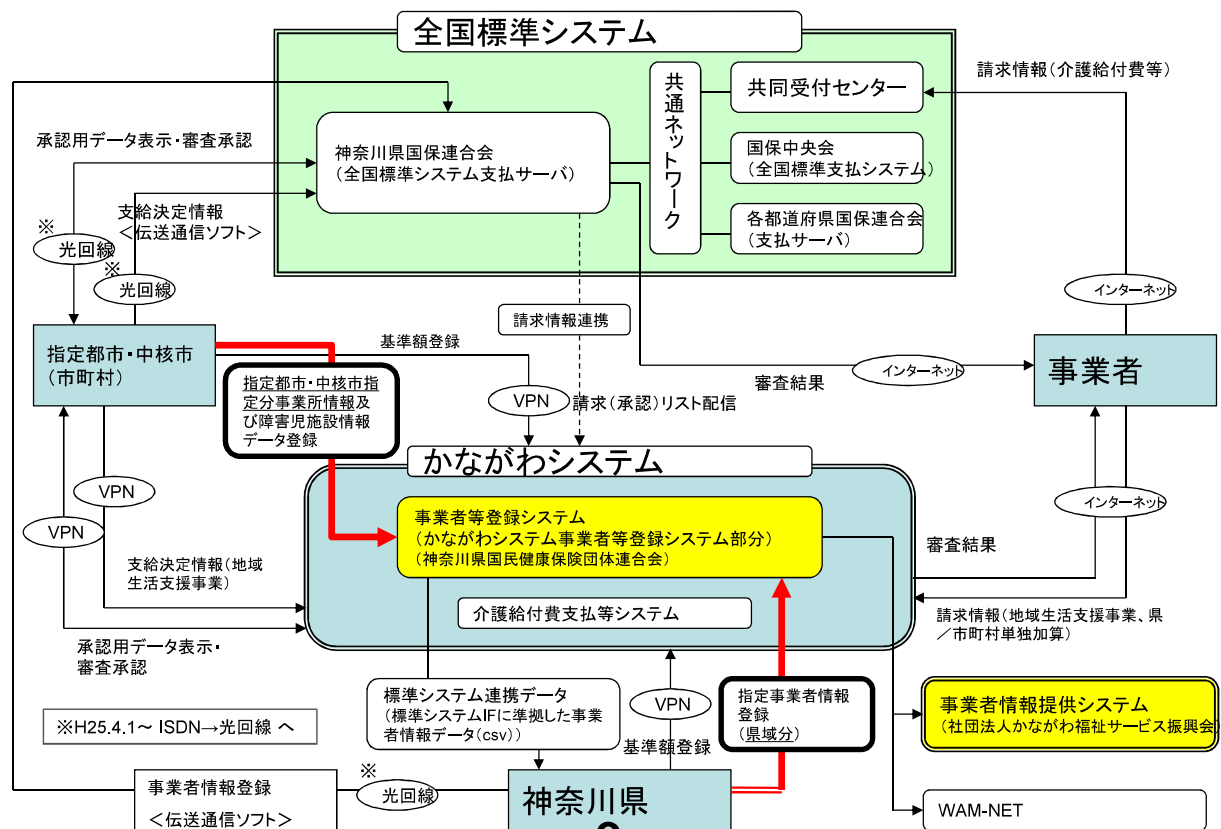 全国標準システム
請求情報(介護給付費等)
共同受付センター
共通ネットワーク
承認用データ表示・審査承認
神奈川県国保連合会
(全国標準システム支払サーバ)
国保中央会
(全国標準支払システム)
支給決定情報
<伝送通信ソフト>
各都道府県国保連合会
(支払サーバ)
※
光回線
※
光回線
インターネット
請求情報連携
指定都市・中核市
(市町村)
基準額登録
事業者
インターネット
審査結果
指定都市・中核市指
定分事業所情報及
び障害児施設情報
データ登録
VPN
請求(承認)リスト配信
かながわシステム
VPN
VPN
インターネット
事業者等登録システム
(かながわシステム事業者等登録システム部分)
(神奈川県国民健康保険団体連合会)
審査結果
支給決定情報(地域
生活支援事業)
介護給付費支払等システム
請求情報(地域生活支援事業、県
/市町村単独加算)
承認用データ表示・
審査承認
標準システム連携データ
(標準システムIFに準拠した事業
者情報データ(csv))
VPN
指定事業者情報
登録
(県域分)
事業者情報提供システム
(社団法人かながわ福祉サービス振興会)
※H25.4.1~ ISDN→光回線 へ
基準額登録
※
光回線
事業者情報登録
<伝送通信ソフト>
神奈川県
WAM-NET